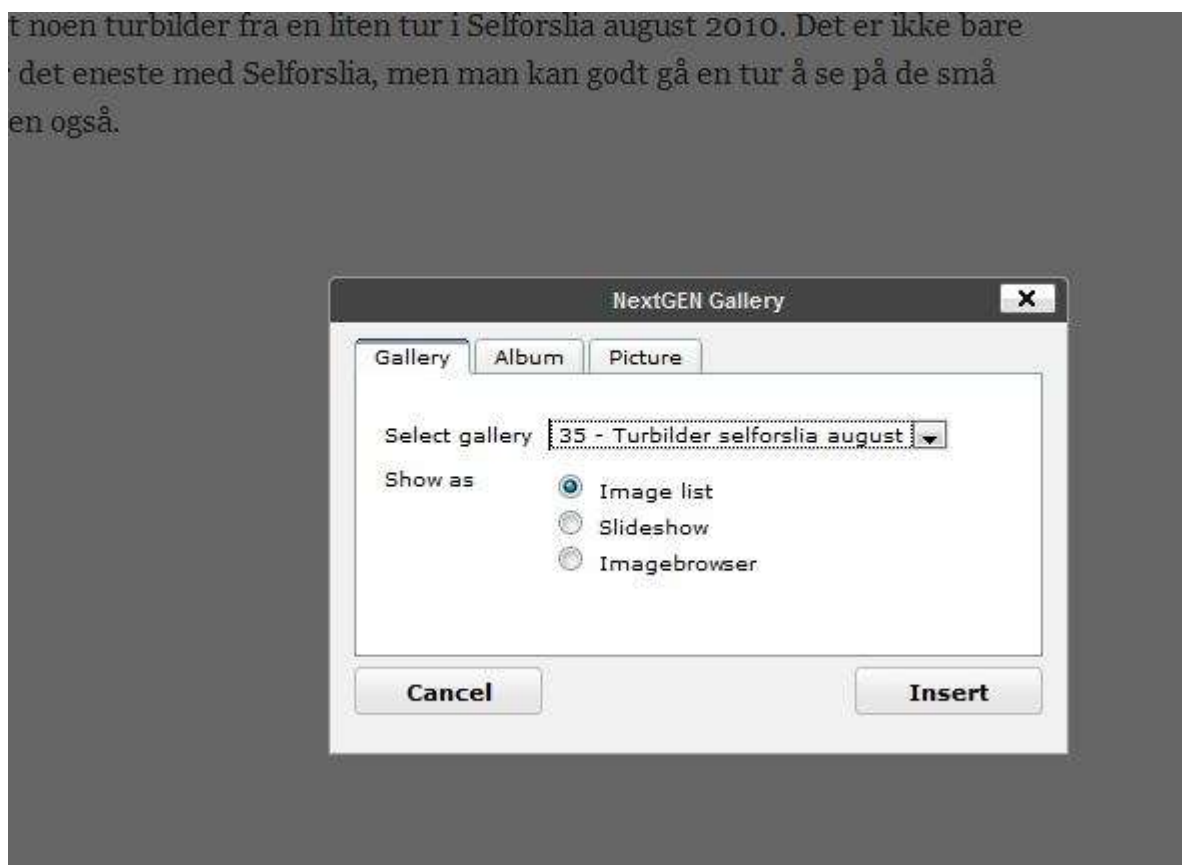 t noen turbilder fra en liten tur i Selforslia august 2010. Det er ikke bare
det eneste med Selforslia, men man kan godt gå en tur å se på de små
en også.
NextGEN Gallery
Gallery Album Picture
Select gallery 35 - Turbilder selforslia august
Show as
Image list
Slideshow
Imagebrowser
Cancel Insert